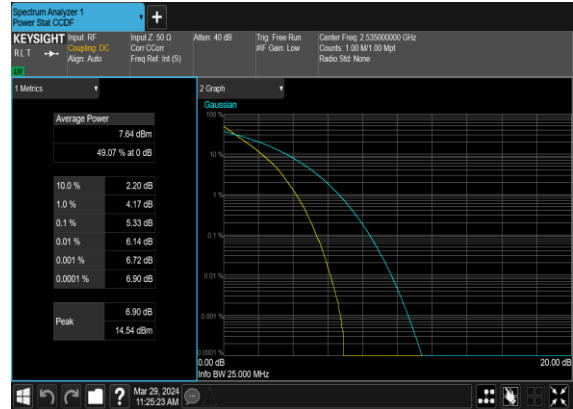 Spectrum Analyzer 1
Power Stat CCDF
KEYSIGHT
RLT
LXI
Input: RF
Coupling: DC
Align: Auto
Input Z: 50 Ω
Corr CCorr
Freq Ref: Int (S)
Atten: 40 dB
Trig: Free Run
#IF Gain: Low
Center Freq: 2.535000000 GHz
Counts: 1.00 M/1.00 Mpt
Radio Std: None
1 Metrics
Average Power
7.64 dBm
49.07 % at 0 dB
10.0 % 2.20 dB
1.0 % 4.17 dB
0.1 % 5.33 dB
0.01 % 6.14 dB
0.001 % 6.72 dB
0.0001 % 6.90 dB
Peak
6.90 dB
14.54 dBm
2 Graph
Gaussian
100 %
10 %
1 %
0.1 %
0.01 %
0.001 %
0.0001 %
0.00 dB
20.00 dB
Info BW 25.000 MHz
?
Mar 29, 2024
11:25:23 AM